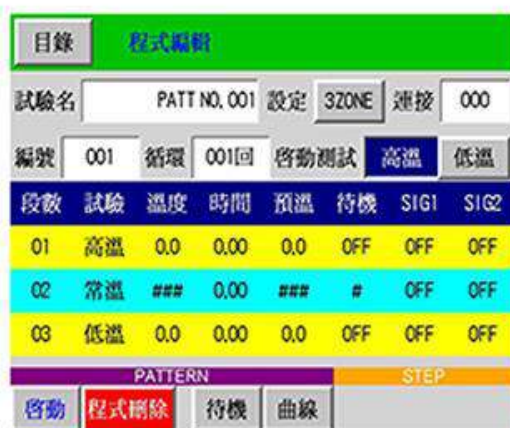 目錄 程式編輯
試驗名 PATT NO. 001 設定 3ZONE 連接 000
編號 001 循環 001回 啓動測試 高溫 低溫
段數 試驗 溫度 時間 預溫 待機 SIG1 SIG2
01 高溫 0.0 0.00 0.0 OFF OFF OFF
02 常溫 ### 0.00 ### # OFF OFF
03 低溫 0.0 0.00 0.0 OFF OFF OFF
PATTERN STEP
啓動 程式刪除 待機 曲線